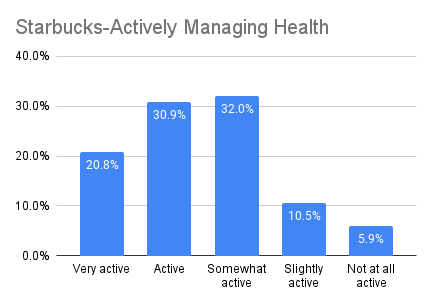 Starbucks-Actively Managing Health
40.0%
30.0%
20.0%
10.0%
0.0%
20.8%
30.9%
32.0%
10.5%
5.9%
Very active
Active
Somewhat
active
Slightly
active
Not at all
active